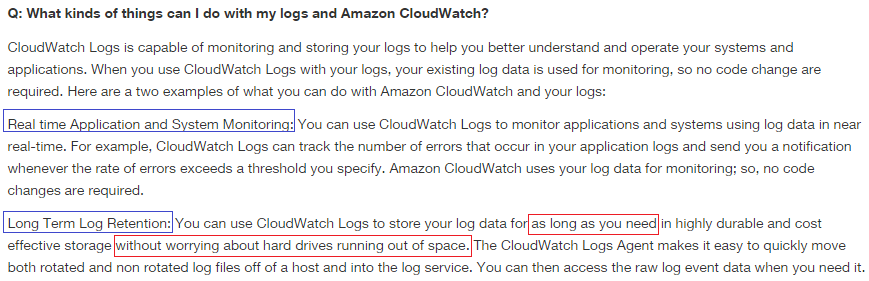 Q: What kinds of things can I do with my logs and Amazon CloudWatch?
CloudWatch Logs is capable of monitoring and storing your logs to help you better understand and operate your systems and
applications. When you use CloudWatch Logs with your logs, your existing log data is used for monitoring, so no code change are
required. Here are a two examples of what you can do with Amazon CloudWatch and your logs:
Real time Application and System Monitoring: You can use CloudWatch Logs to monitor applications and systems using log data in near
real-time. For example, CloudWatch Logs can track the number of errors that occur in your application logs and send you a notification
whenever the rate of errors exceeds a threshold you specify. Amazon CloudWatch uses your log data for monitoring; so, no code
changes are required.
Long Term Log Retention: You can use CloudWatch Logs to store your log data for as long as you need in highly durable and cost
effective storage without worrying about hard drives running out of space. The CloudWatch Logs Agent makes it easy to quickly move
both rotated and non rotated log files off of a host and into the log service. You can then access the raw log event data when you need it.